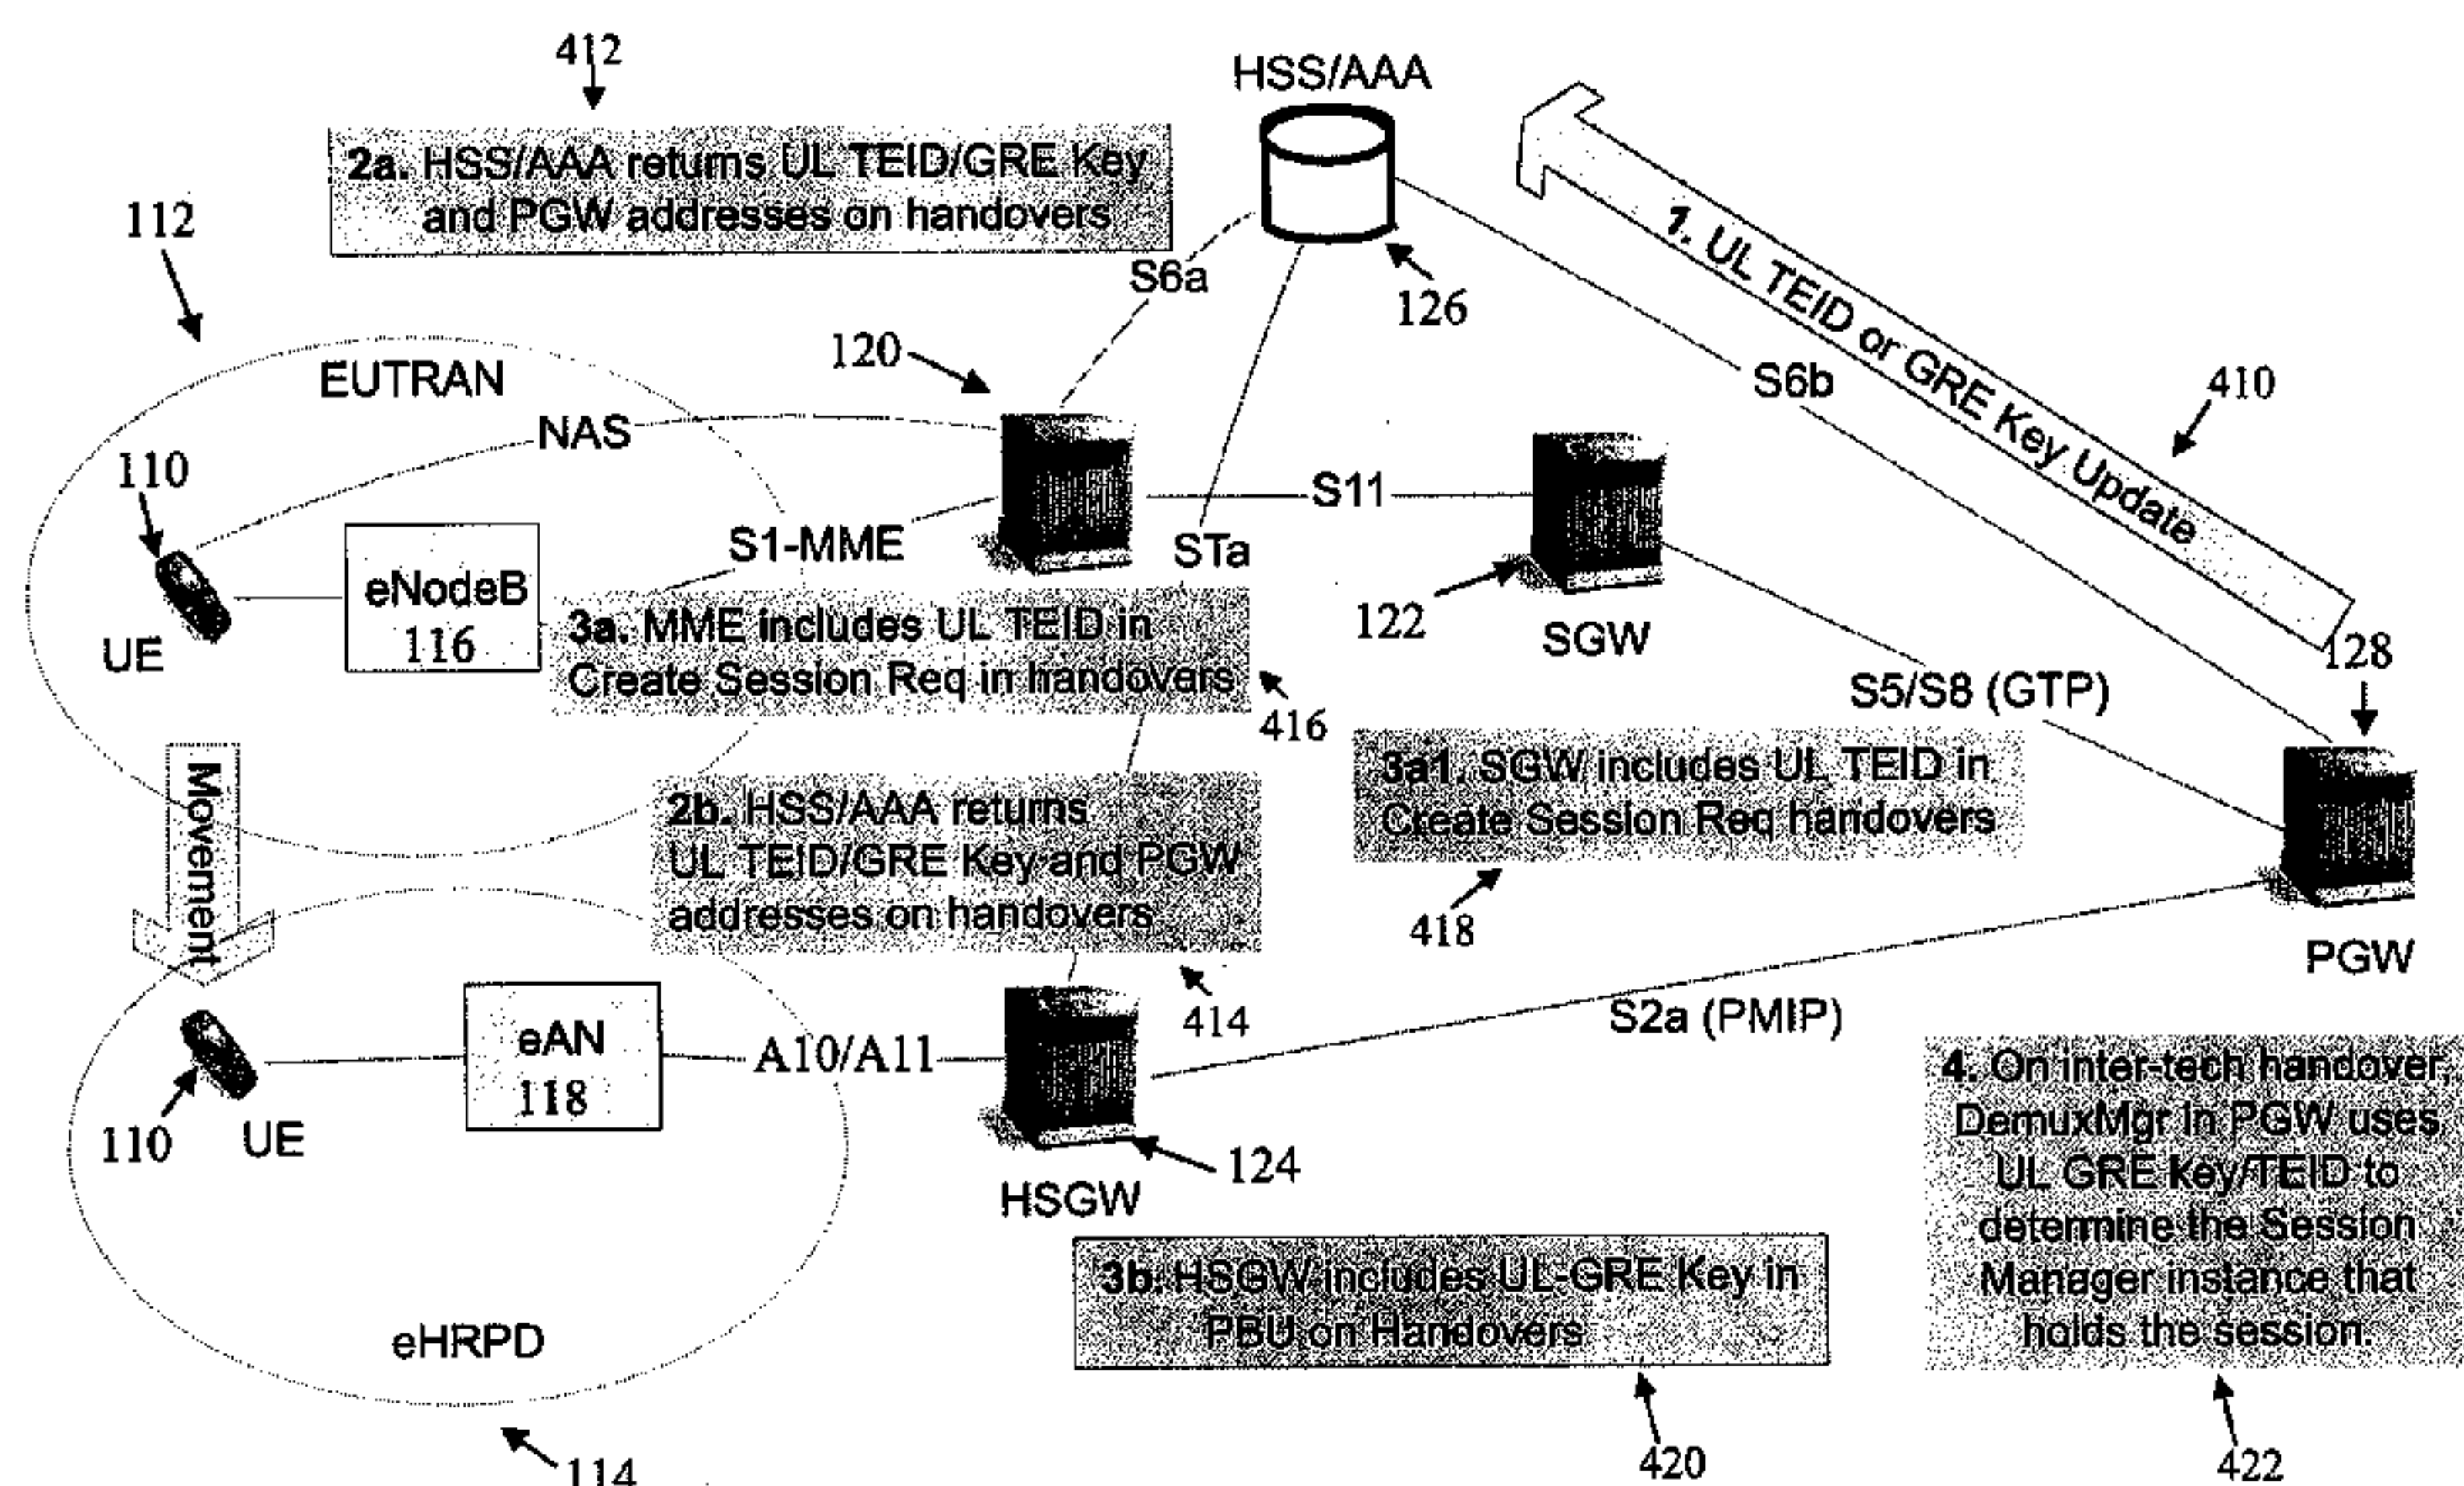 412
HSS/AAA
2a. HSS/AAA returns UL TEID/GRE Key
and PGW addresses on handovers
112
S6a
126
1. UL TEID or GRE Key Update
120
EUTRAN
S6b
410
NAS
110
S11
S1-MME
STa
eNodeB
116
122
UE
SGW
128
3a. MME includes UL TEID in
Create Session Req in handovers
416
S5/S8 (GTP)
Movement
3a1. SGW includes UL TEID in
Create Session Req handovers
2b. HSS/AAA returns
UL TEID/GRE Key and PGW
addresses on handovers
418
PGW
414
S2a (PMIP)
eAN
118
A10/A11
110
UE
124
HSGW
4. On inter-tech handover,
DemuxMgr in PGW uses
UL GRE Key/TEID to
determine the Session
Manager instance that
holds the session.
3b. HSGW includes UL-GRE Key in
PBU on Handovers
eHRPD
114
420
422